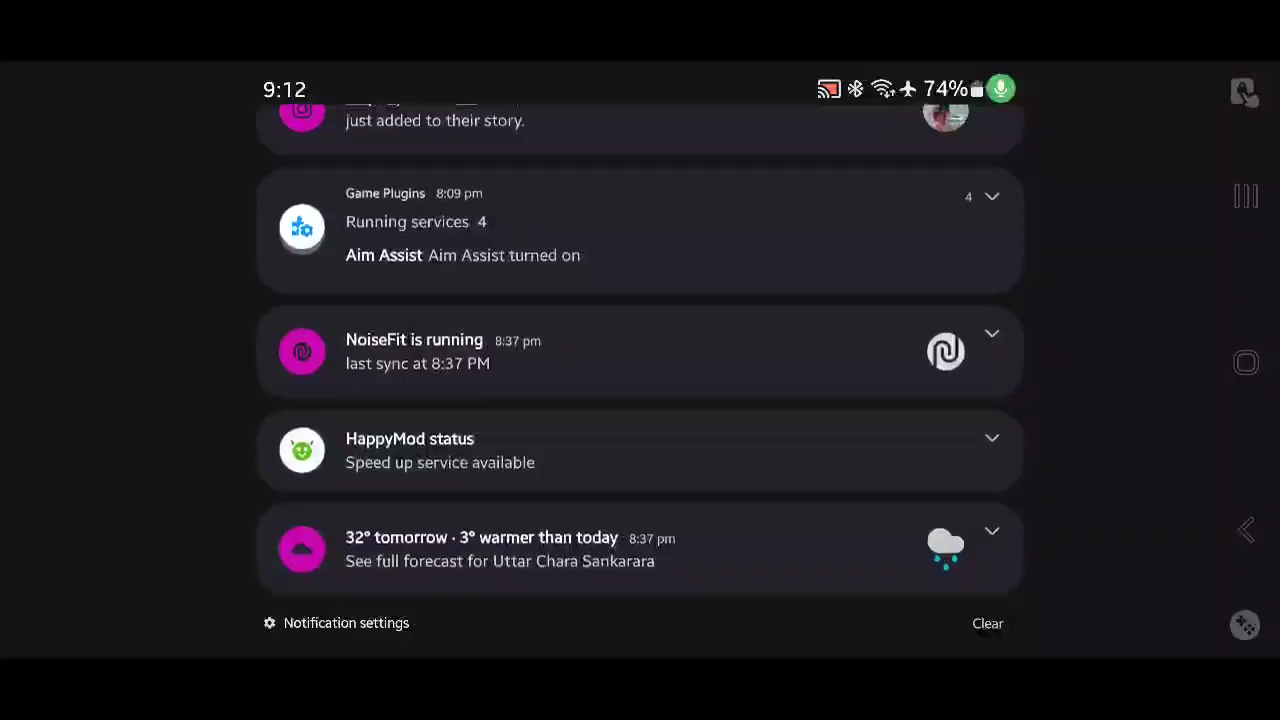 9:12
74%
just added to their story.
Game Plugins 8:09 pm
4
Running services 4
Aim Assist Aim Assist turned on
NoiseFit is running 8:37 pm
last sync at 8:37 PM
HappyMod status
Speed up service available
32° tomorrow · 3° warmer than today 8:37 pm
See full forecast for Uttar Chara Sankarara
Notification settings
Clear